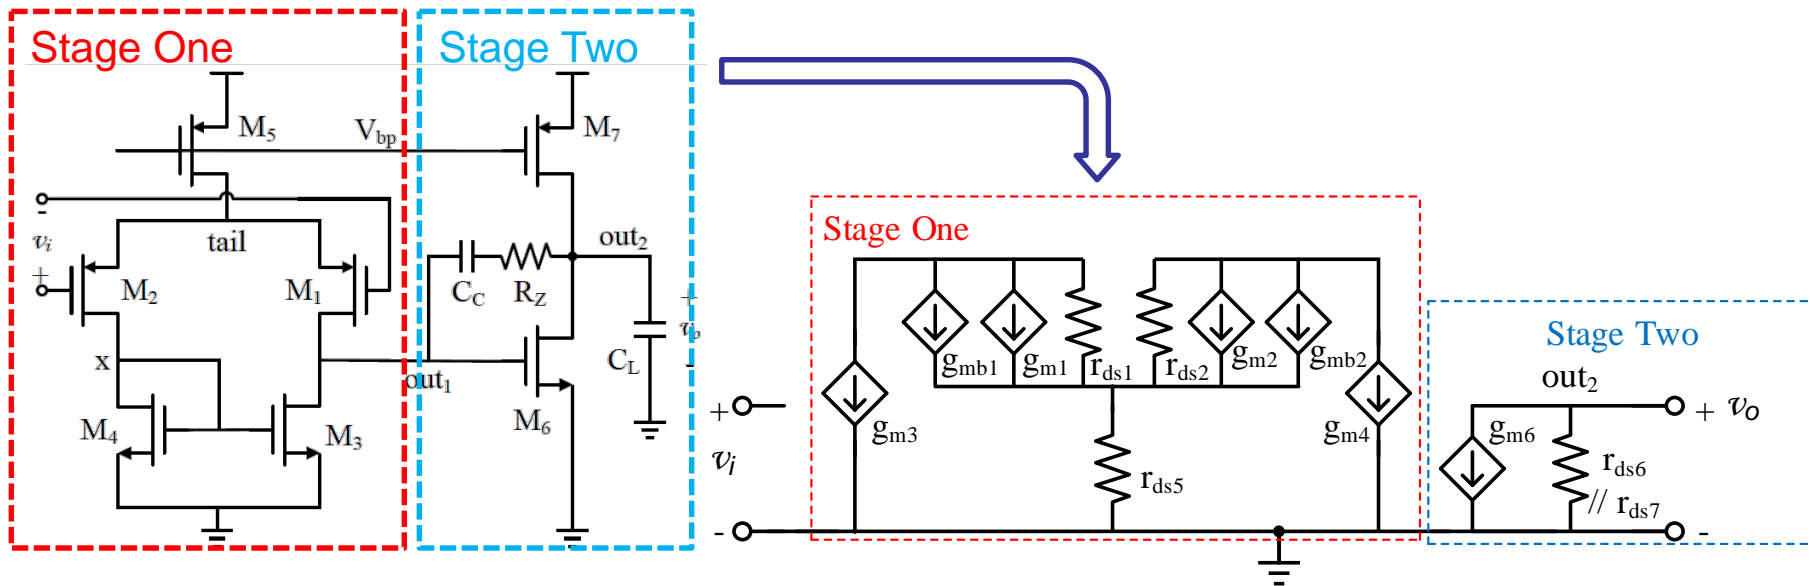 Stage One
Stage Two
M5
Vbp
M7
-
vi
+
tail
out2
M2
M1
CC
RZ
+
vo
-
x
out1
CL
M4
M3
M6
Stage One
gmb1
gm1
rds1
rds2
gm2
gmb2
gm3
gm4
rds5
+
vi
-
Stage Two
out2
+ vo
gm6
rds6
// rds7
-